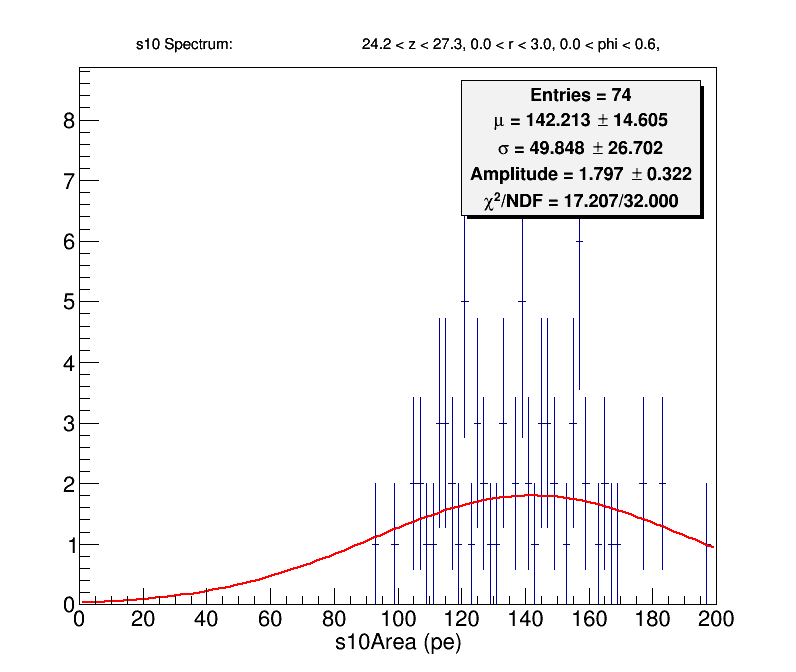 s10 Spectrum: 24.2 < z < 27.3, 0.0 < r < 3.0, 0.0 < phi < 0.6,
Entries = 74
μ = 142.213 ± 14.605
σ = 49.848 ± 26.702
Amplitude = 1.797 ± 0.322
χ²/NDF = 17.207/32.000
8
7
6
5
4
3
2
1
0
0 20 40 60 80 100 120 140 160 180 200
s10Area (pe)